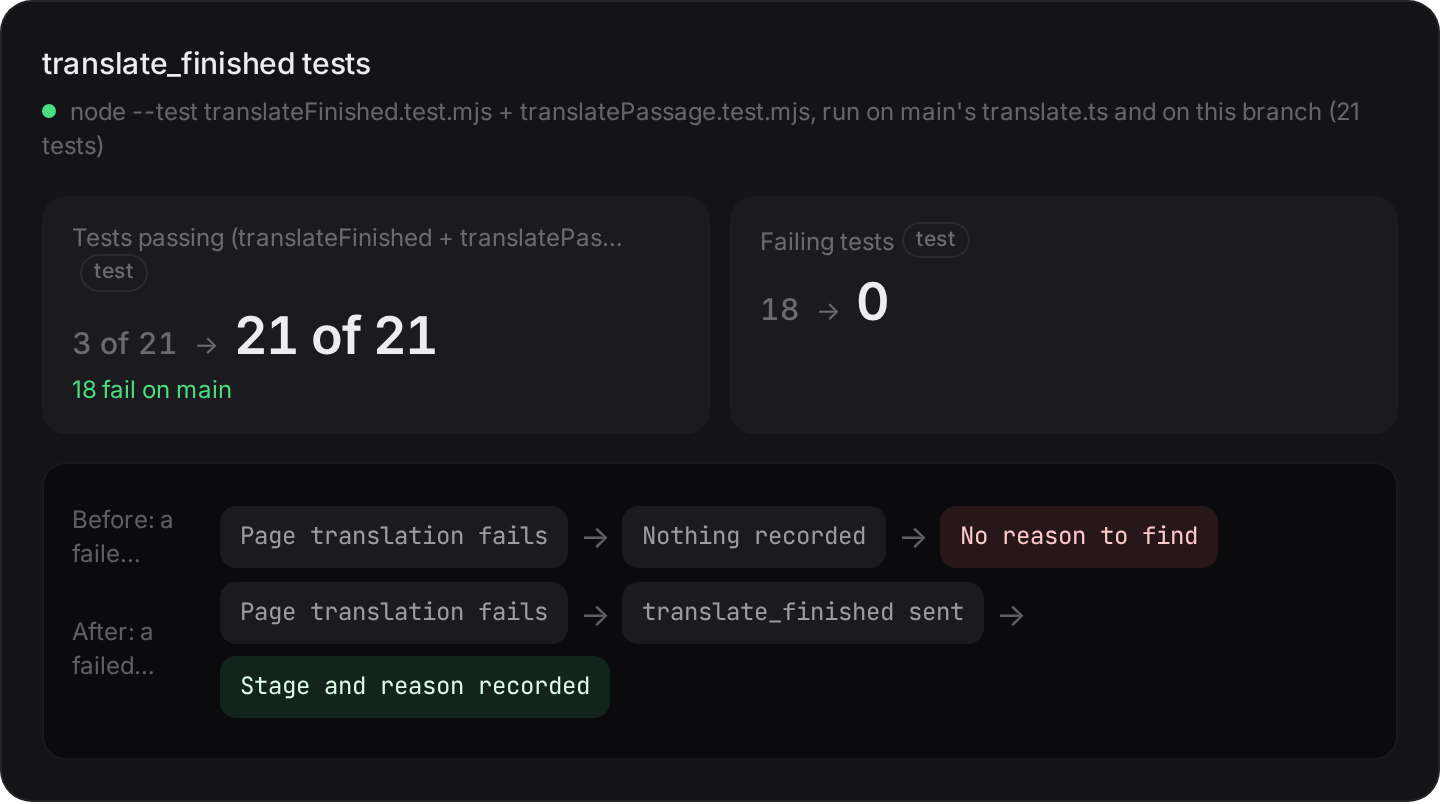 translate_finished tests
node --test translateFinished.test.mjs + translatePassage.test.mjs, run on main's translate.ts and on this branch (21
tests)
Tests passing (translateFinished + translatePas...
test
3 of 21 → 21 of 21
18 fail on main
Failing tests test
18 → 0
Before: a
faile...
Page translation fails → Nothing recorded → No reason to find
After: a
failed...
Page translation fails → translate_finished sent →
Stage and reason recorded